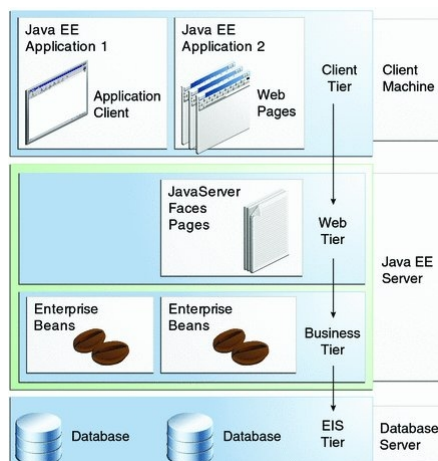 Java EE
Application 1
Java EE
Application 2
Application
Client
Web
Pages
Client
Tier
Client
Machine
JavaServer
Faces
Pages
Web
Tier
Java EE
Server
Enterprise
Beans
Enterprise
Beans
Business
Tier
Database
Database
EIS
Tier
Database
Server